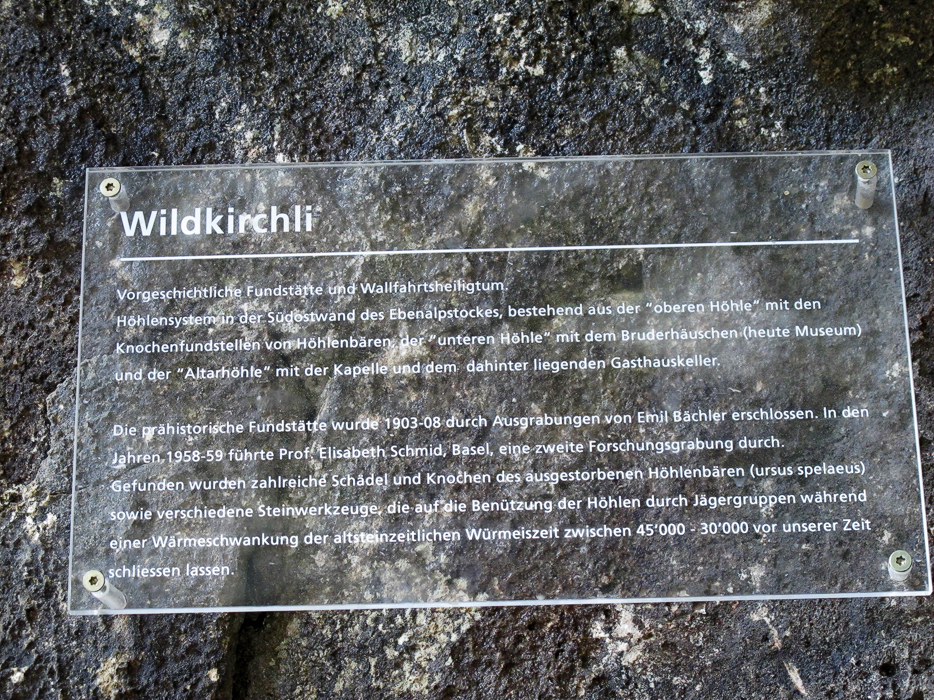 Wildkirchli
Vorgeschichtliche Fundstätte und Wallfahrtsheiligtum.
Höhlensystem in der Südostwand des Ebenalpstockes, bestehend aus der “oberen Höhle“ mit den
Knochenfundstellen von Höhlenbären, der “unteren Höhle“ mit dem Bruderhäuschen (heute Museum)
und der “Altarhöhle“ mit der Kapelle und dem dahinter liegenden Gasthauskeller.
Die prähistorische Fundstätte wurde 1903-08 durch Ausgrabungen von Emil Bächler erschlossen. In den
Jahren 1958-59 führte Prof. Elisabeth Schmid, Basel, eine zweite Forschungsgrabung durch.
Gefunden wurden zahlreiche Schädel und Knochen des ausgestorbenen Höhlenbären (ursus spelaeus)
sowie verschiedene Steinwerkzeuge, die auf die Benützung der Höhlen durch Jägergruppen während
einer Wärmeschwankung der altsteinzeitlichen Würmeiszeit zwischen 45‘000 - 30‘000 vor unserer Zeit
schliessen lassen.